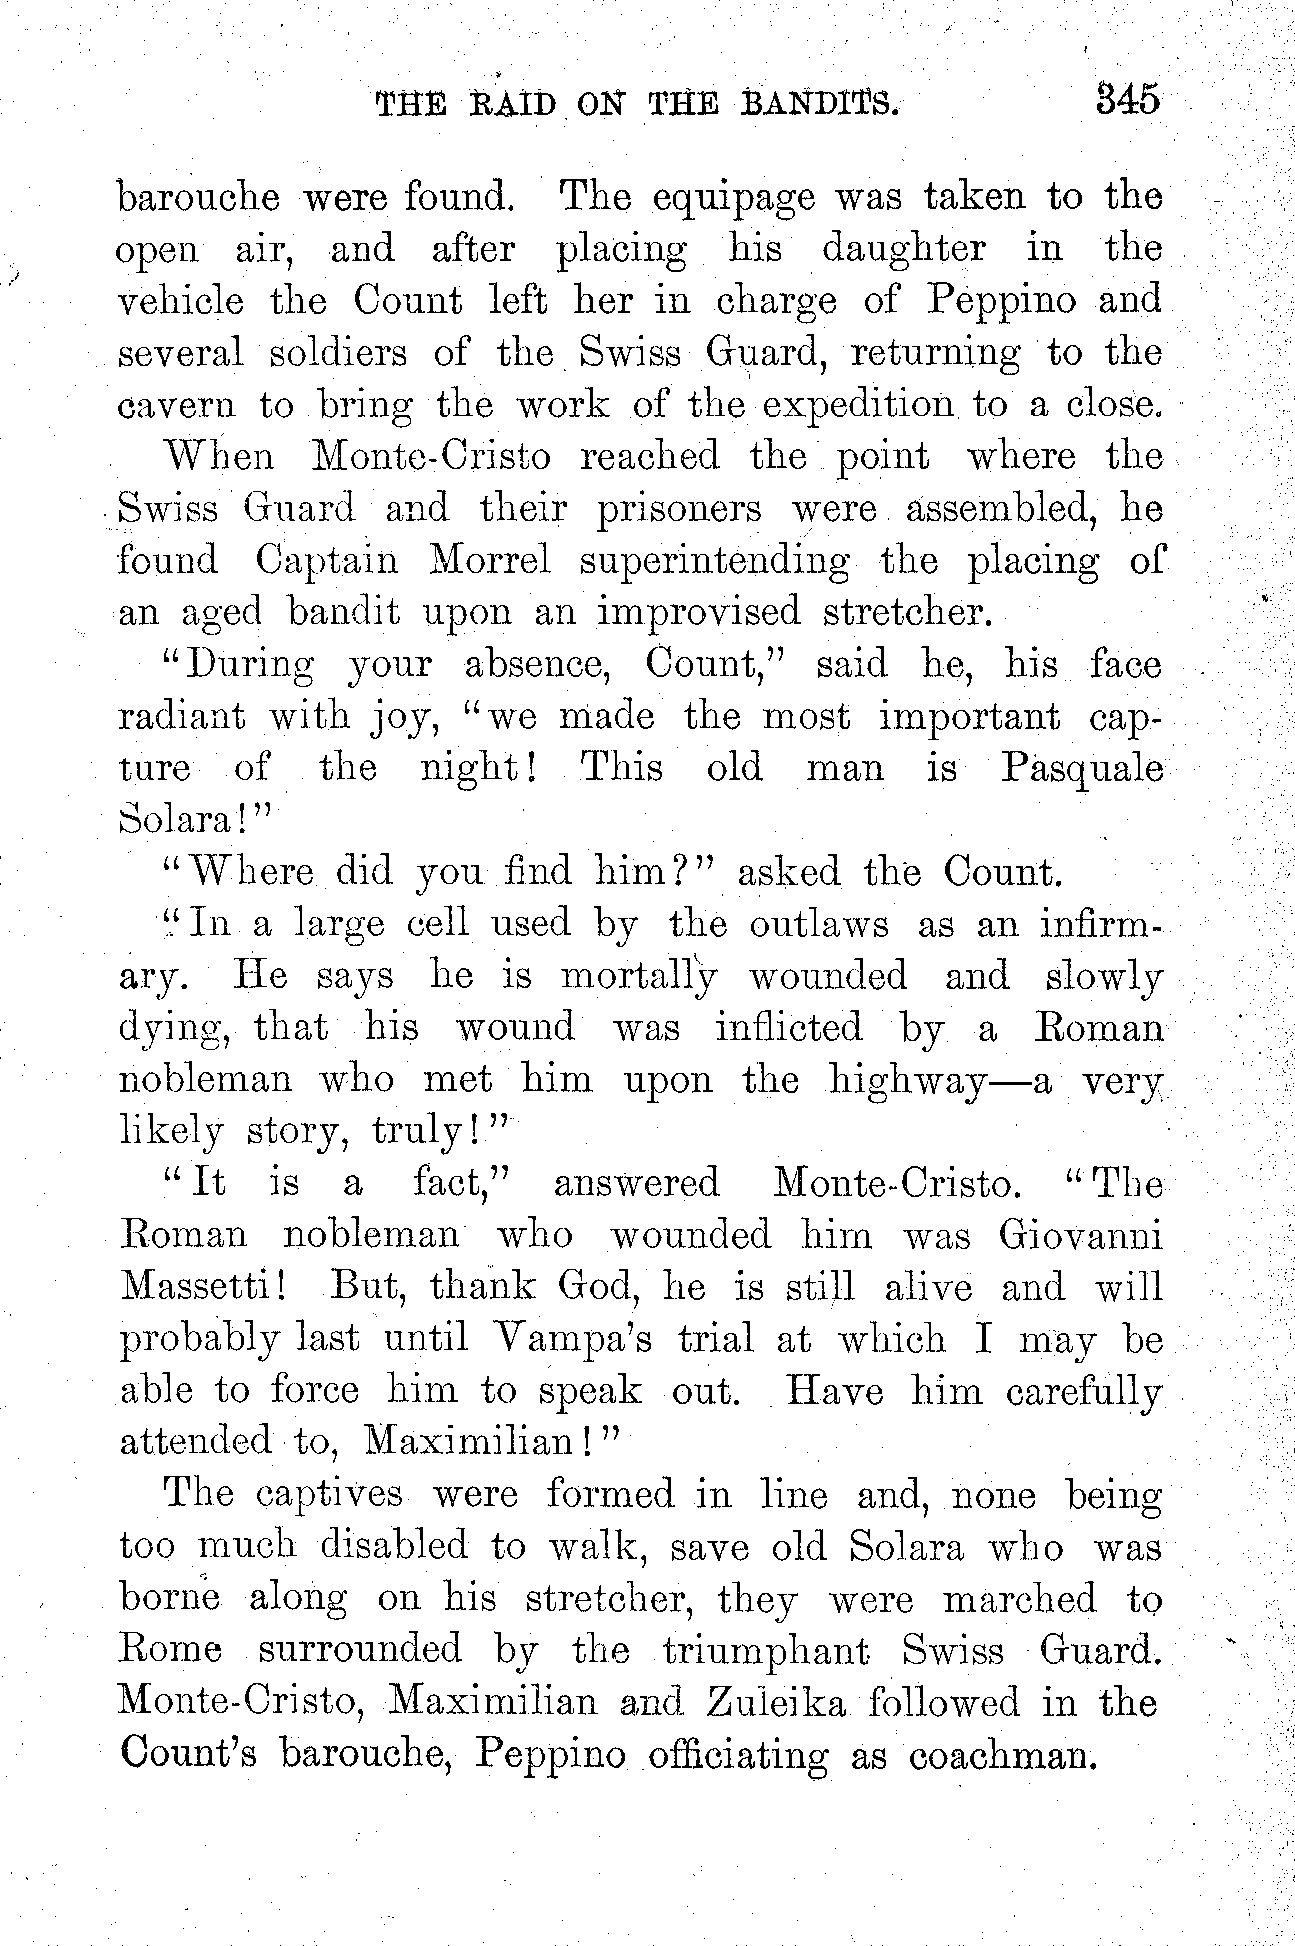 THE RAID ON THE BANDITS. 345
barouche were found. The equipage was taken to the
open air, and after placing his daughter in the
vehicle the Count left her in charge of Peppino and
several soldiers of the Swiss Guard, returning to the
cavern to bring the work of the expedition to a close.
When Monte-Cristo reached the point where the
Swiss Guard and their prisoners were assembled, he
found Captain Morrel superintending the placing of
an aged bandit upon an improvised stretcher.
"During your absence, Count," said he, his face
radiant with joy, "we made the most important cap-
ture of the night! This old man is Pasquale
Solara!"
"Where did you find him?" asked the Count.
"In a large cell used by the outlaws as an infirm-
ary. He says he is mortally wounded and slowly
dying, that his wound was inflicted by a Roman
nobleman who met him upon the highway—a very
likely story, truly!"
"It is a fact," answered Monte-Cristo. "The
Roman nobleman who wounded him was Giovanni
Massetti! But, thank God, he is still alive and will
probably last until Vampa's trial at which I may be
able to force him to speak out. Have him carefully
attended to, Maximilian!"
The captives were formed in line and, none being
too much disabled to walk, save old Solara who was
borne along on his stretcher, they were marched to
Rome surrounded by the triumphant Swiss Guard.
Monte-Cristo, Maximilian and Zuleika followed in the
Count's barouche, Peppino officiating as coachman.